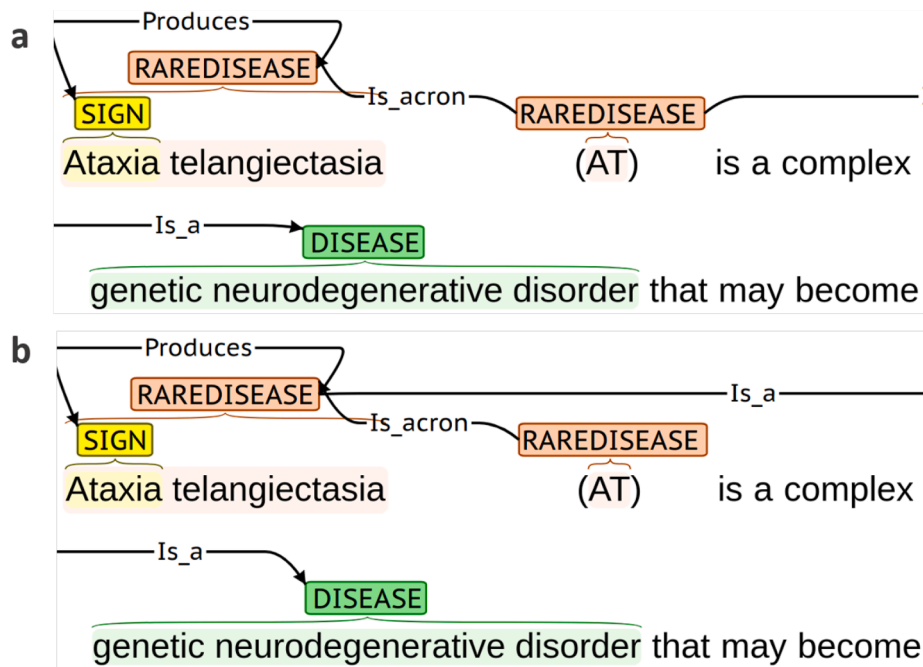 a
Produces
RAREDISEASE
Is_acron
SIGN
RAREDISEASE
Ataxia telangiectasia (AT) is a complex
Is_a
DISEASE
genetic neurodegenerative disorder that may become
b
Produces
RAREDISEASE
Is_a
Is_acron
SIGN
RAREDISEASE
Ataxia telangiectasia (AT) is a complex
Is_a
DISEASE
genetic neurodegenerative disorder that may become